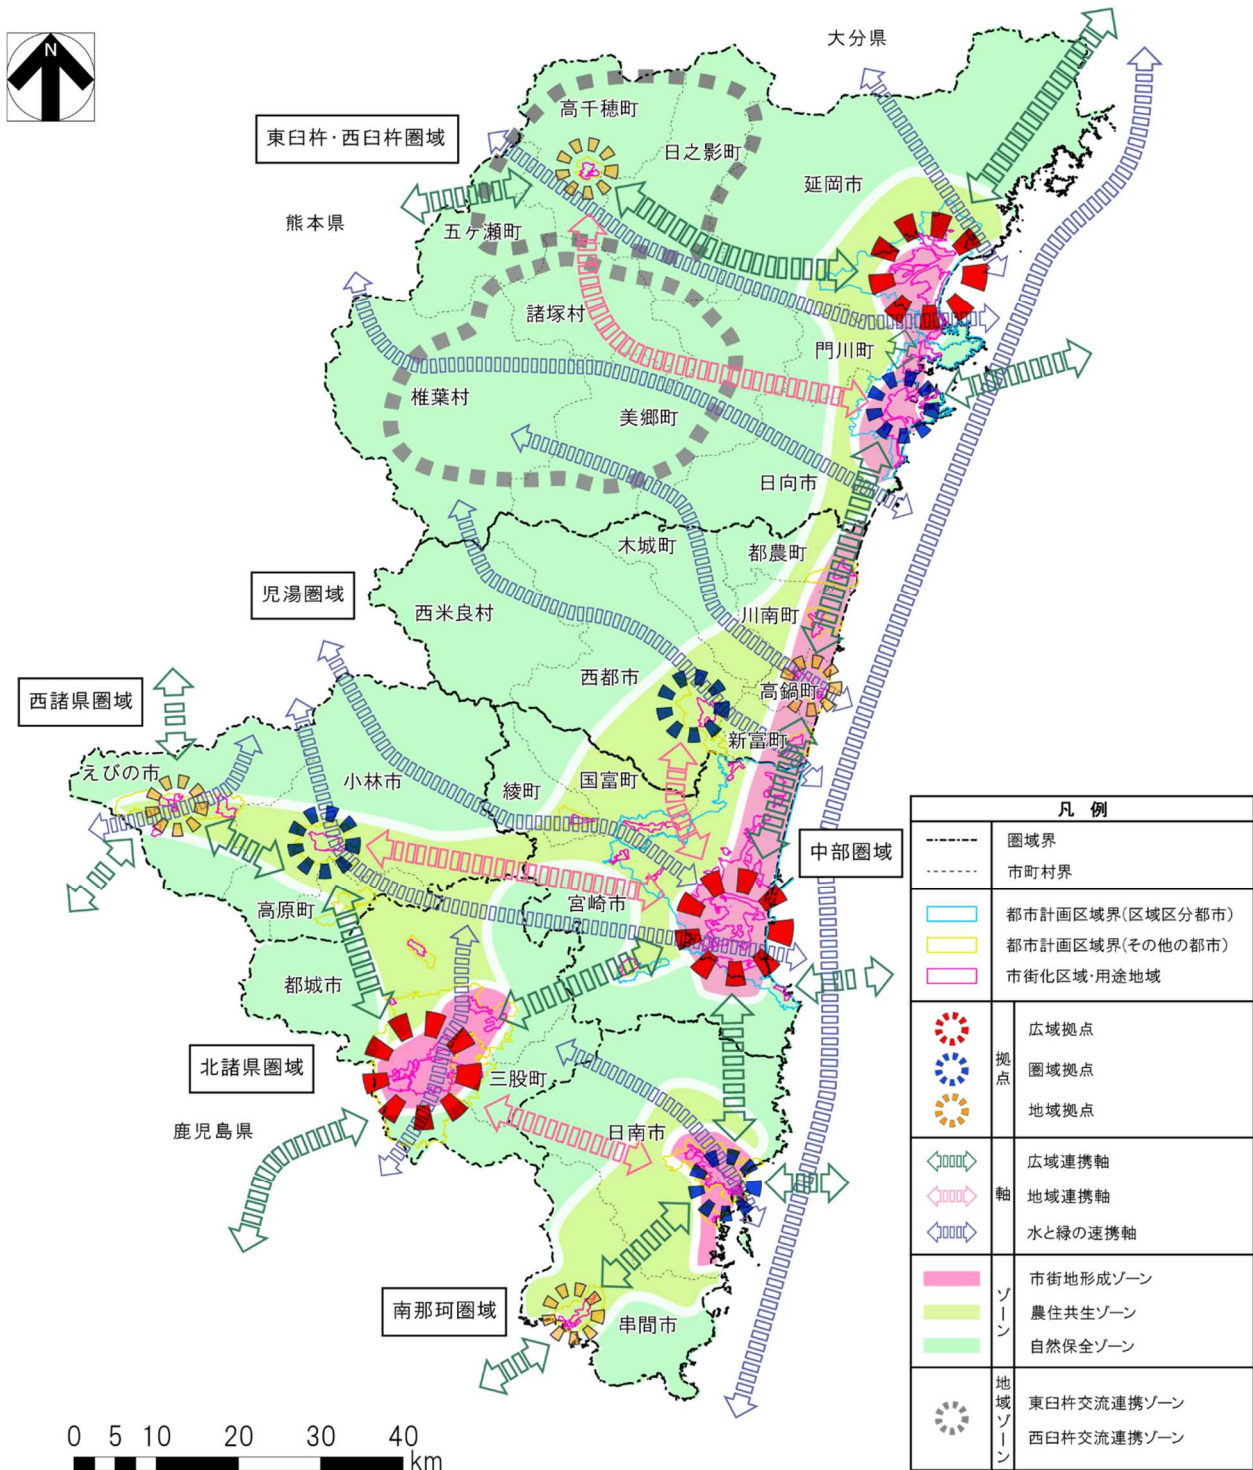 N
大分県
高千穂町
東臼杵・西臼杵圏域
日之影町
延岡市
熊本県
五ヶ瀬町
諸塚村
門川町
椎葉村
美郷町
日向市
木城町
都農町
児湯圏域
西米良村
川南町
西都市
高鍋町
西諸県圏域
新富町
えびの市
小林市
綾町
国富町
中部圏域
高原町
宮崎市
都城市
北諸県圏域
三股町
鹿児島県
日南市
南那珂圏域
串間市
凡 例
圏域界
市町村界
都市計画区域界(区域区分都市)
都市計画区域界(その他の都市)
市街化区域・用途地域
拠点
広域拠点
圏域拠点
地域拠点
軸
広域連携軸
地域連携軸
水と緑の速携軸
ゾーン
市街地形成ゾーン
農住共生ゾーン
自然保全ゾーン
地域ゾーン
東臼杵交流連携ゾーン
西臼杵交流連携ゾーン
0 5 10 20 30 40
km